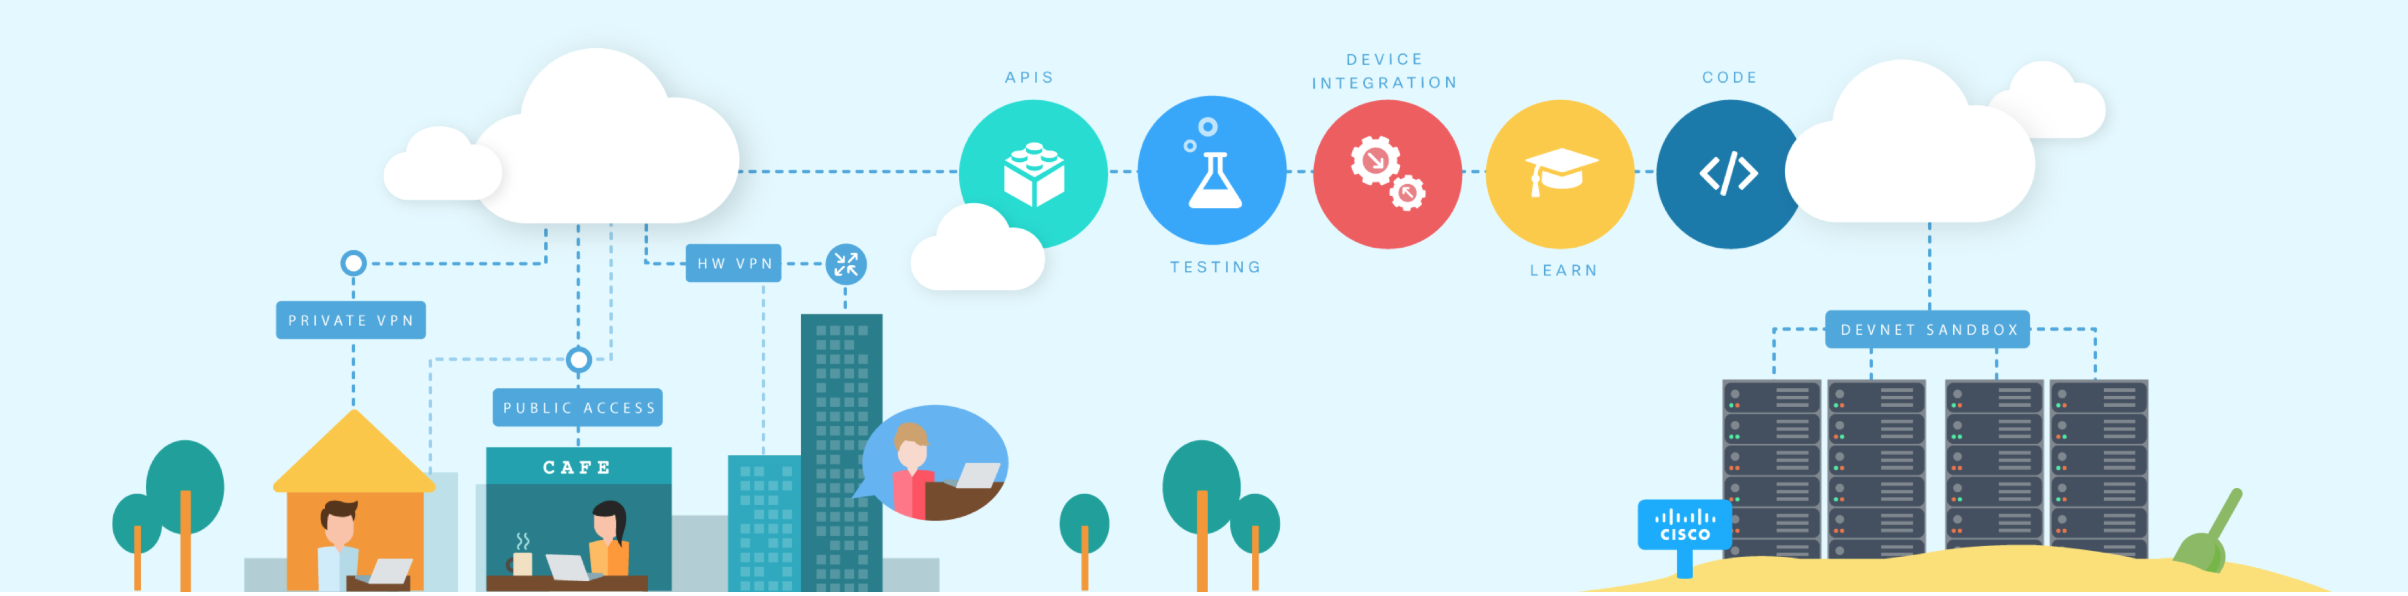 APIS
DEVICE
INTEGRATION
CODE
TESTING
LEARN
HW VPN
PRIVATE VPN
PUBLIC ACCESS
CAFE
DEVNET SANDBOX
CISCO